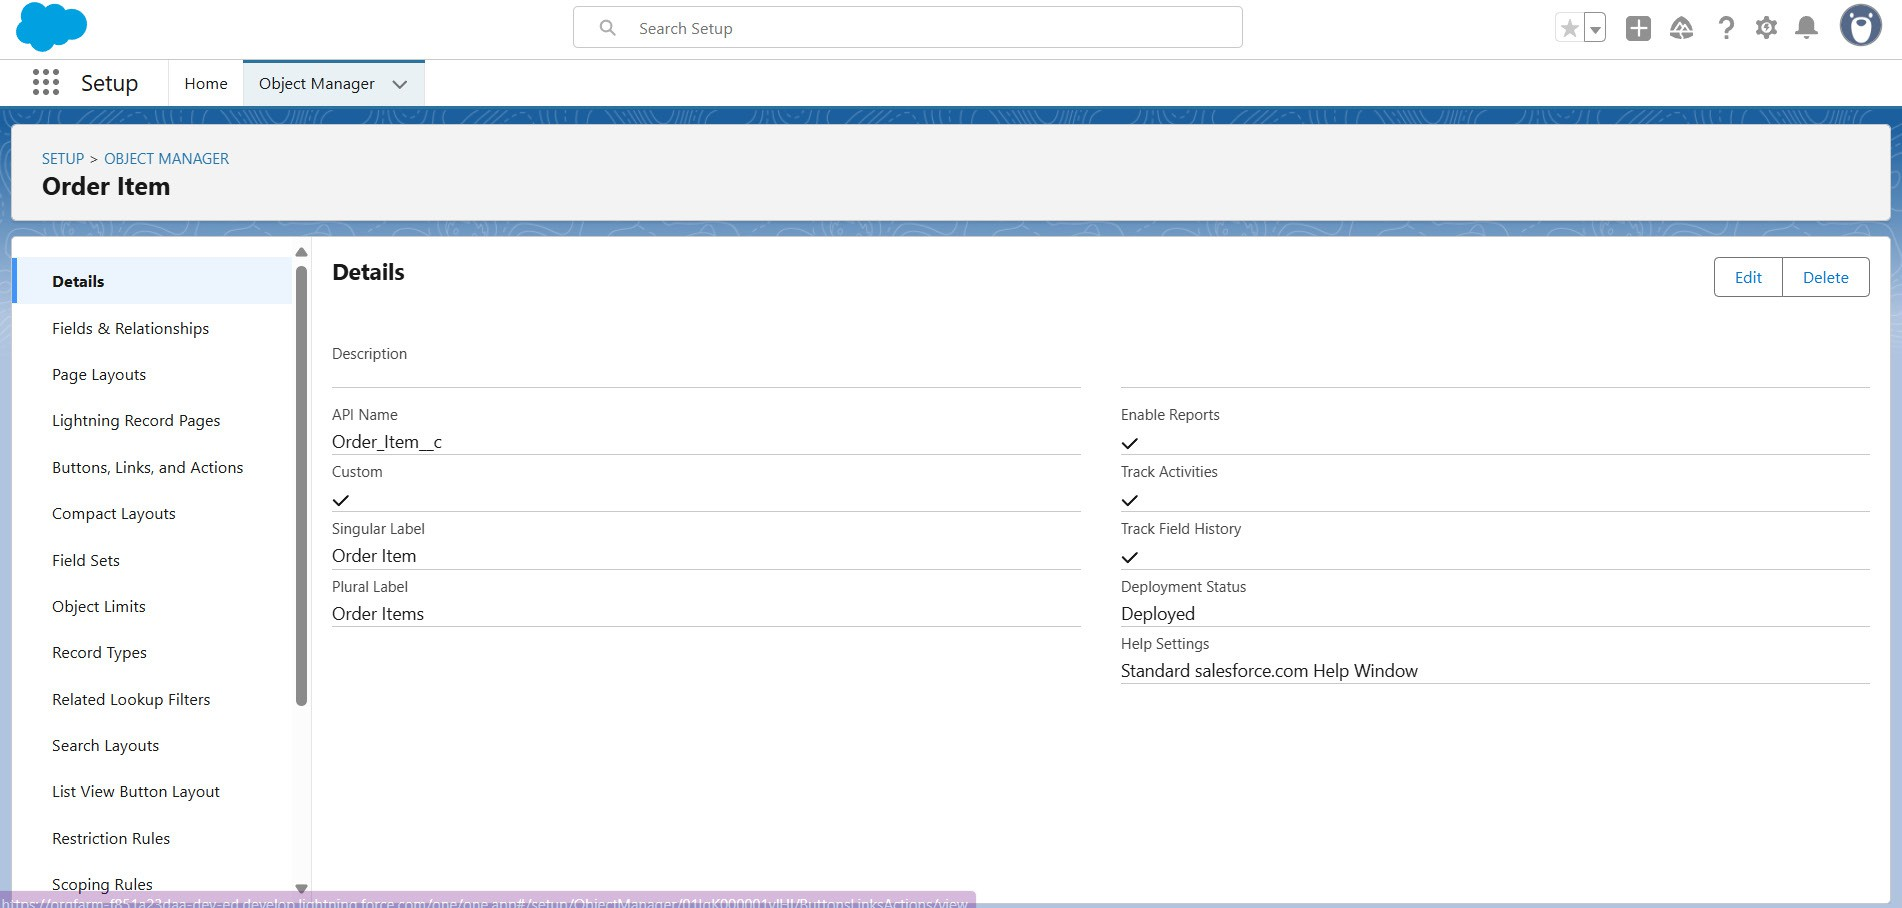 Search Setup
Setup
Home
Object Manager
SETUP > OBJECT MANAGER
Order Item
Details
Fields & Relationships
Page Layouts
Lightning Record Pages
Buttons, Links, and Actions
Compact Layouts
Field Sets
Object Limits
Record Types
Related Lookup Filters
Search Layouts
List View Button Layout
Restriction Rules
Scoping Rules
Details
Edit
Delete
Description
API Name
Order_Item__c
Custom
Singular Label
Order Item
Plural Label
Order Items
Enable Reports
Track Activities
Track Field History
Deployment Status
Deployed
Help Settings
Standard salesforce.com Help Window